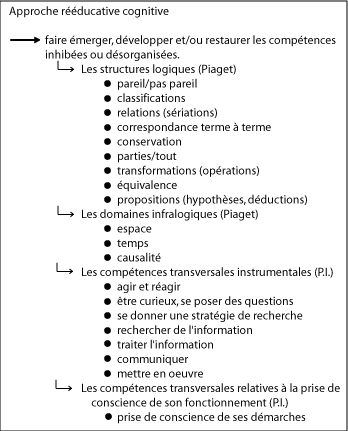 Approche rééducative cognitive
faire émerger, développer et/ou restaurer les compétences
inhibées ou désorganisées.
Les structures logiques (Piaget)
pareil/pas pareil
classifications
relations (sériations)
correspondance terme à terme
conservation
parties/tout
transformations (opérations)
équivalence
propositions (hypothèses, déductions)
Les domaines infralogiques (Piaget)
espace
temps
causalité
Les compétences transversales instrumentales (P.I.)
agir et réagir
être curieux, se poser des questions
se donner une stratégie de recherche
rechercher de l'information
traiter l'information
communiquer
mettre en oeuvre
Les compétences transversales relatives à la prise de
conscience de son fonctionnement (P.I.)
prise de conscience de ses démarches